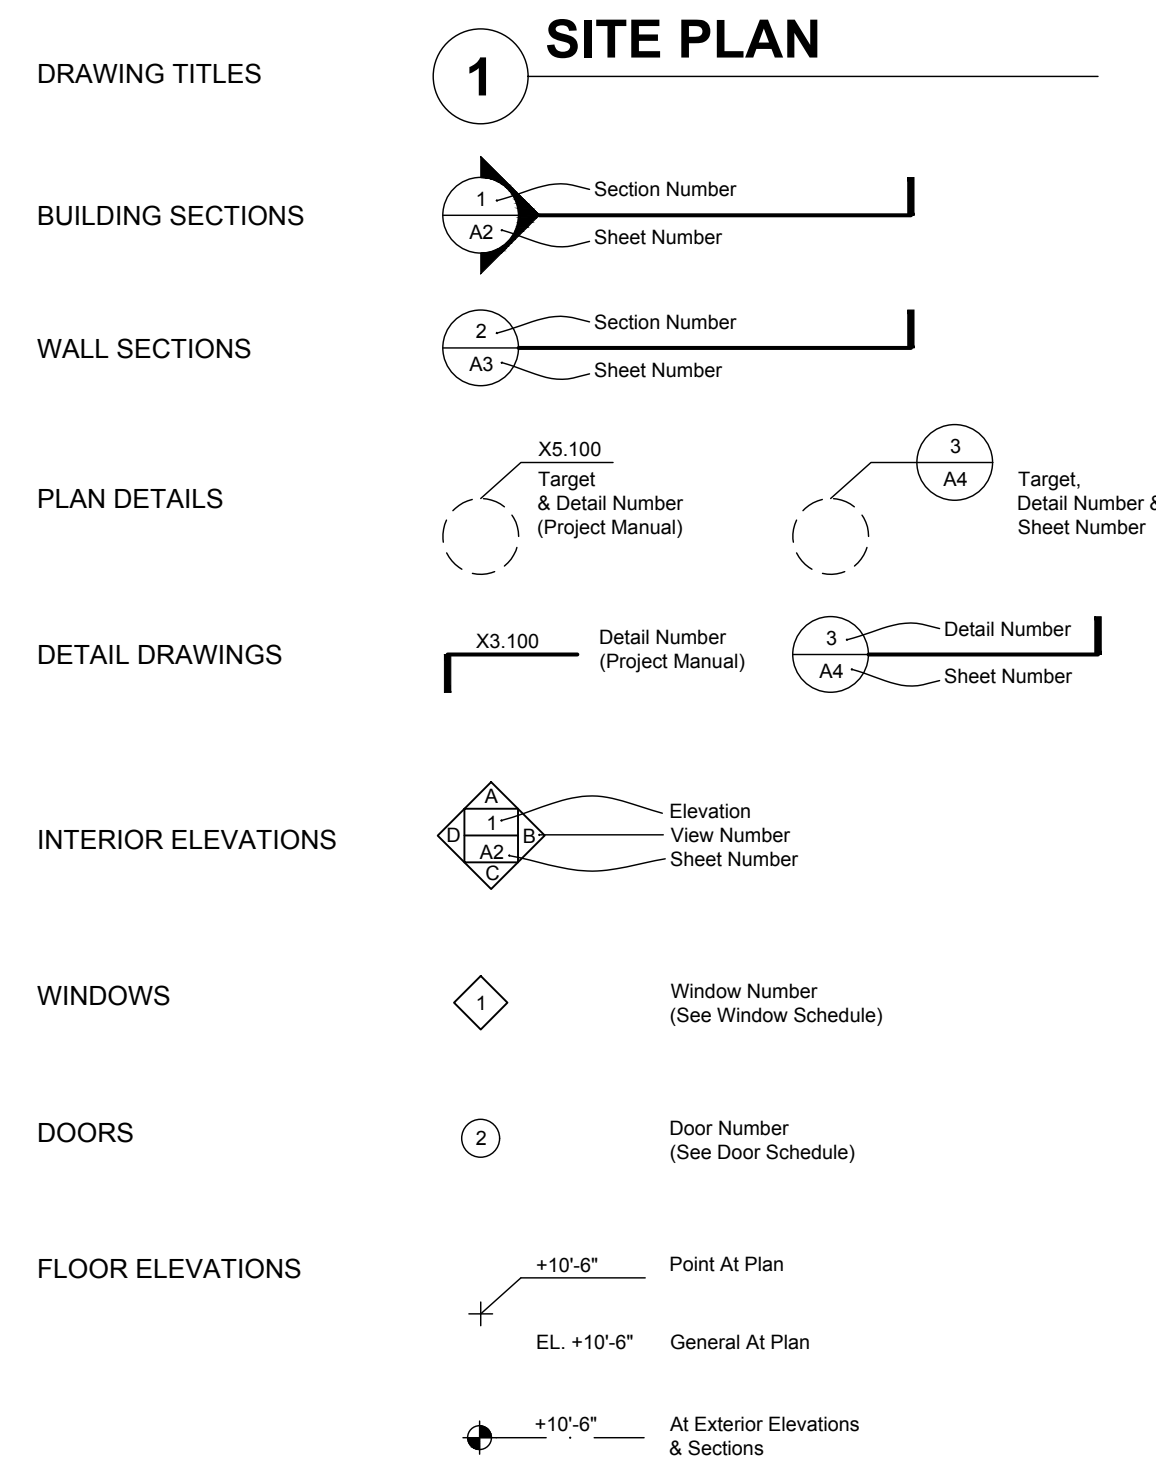 DRAWING TITLES
1
SITE PLAN
BUILDING SECTIONS
1
A2
Section Number
Sheet Number
WALL SECTIONS
2
A3
Section Number
Sheet Number
PLAN DETAILS
X5.100
Target
& Detail Number
(Project Manual)
3
A4
Target,
Detail Number &
Sheet Number
DETAIL DRAWINGS
X3.100
Detail Number
(Project Manual)
3
A4
Detail Number
Sheet Number
INTERIOR ELEVATIONS
A
D
1
B
A2
C
Elevation
View Number
Sheet Number
WINDOWS
1
Window Number
(See Window Schedule)
DOORS
2
Door Number
(See Door Schedule)
FLOOR ELEVATIONS
+10'-6"
Point At Plan
EL. +10'-6"
General At Plan
+10'-6"
At Exterior Elevations
& Sections